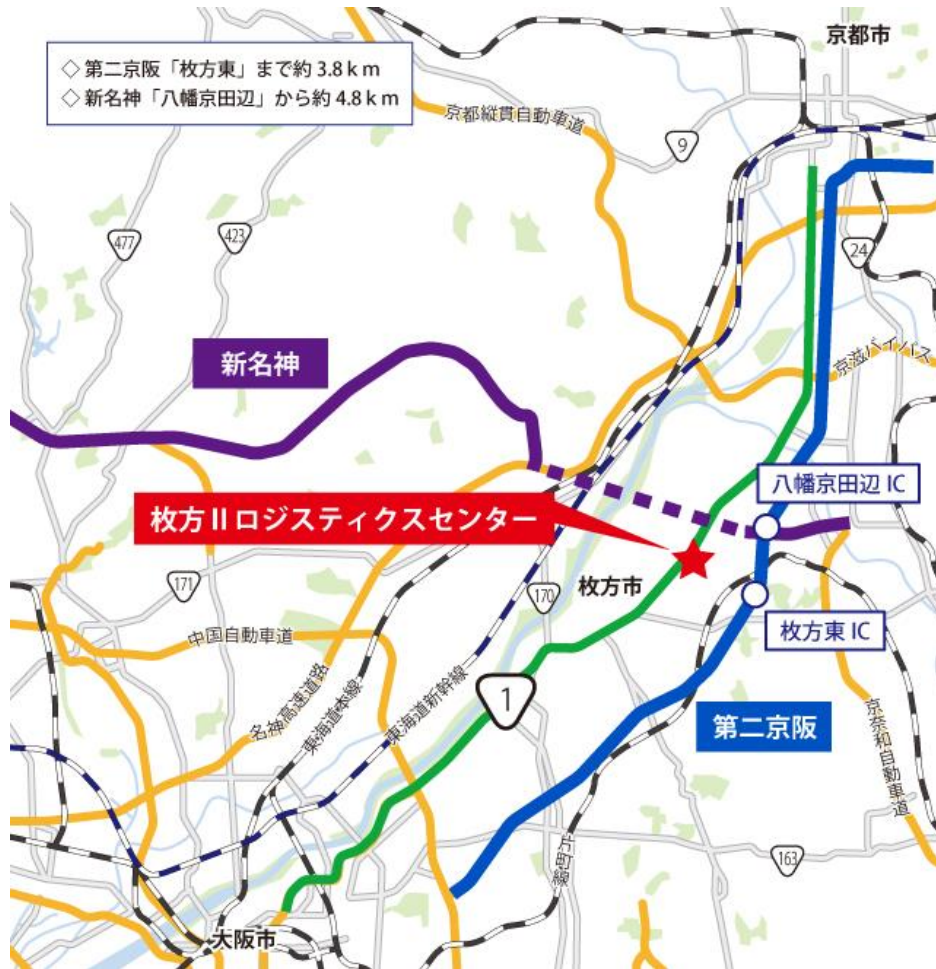 ◇ 第二京阪「枚方東」まで約 3.8ｋｍ
◇ 新名神「八幡京田辺」から約 4.8ｋｍ
京都市
京都縦貫自動車道
9
477
423
24
新名神
京滋バイパス
八幡京田辺 IC
枚方Ⅱロジスティクスセンター
171
170
枚方市
枚方東 IC
中国自動車道
名神高速道路
東海道本線
東海道新幹線
1
第二京阪
京奈和自動車道
片町線
163
大阪市